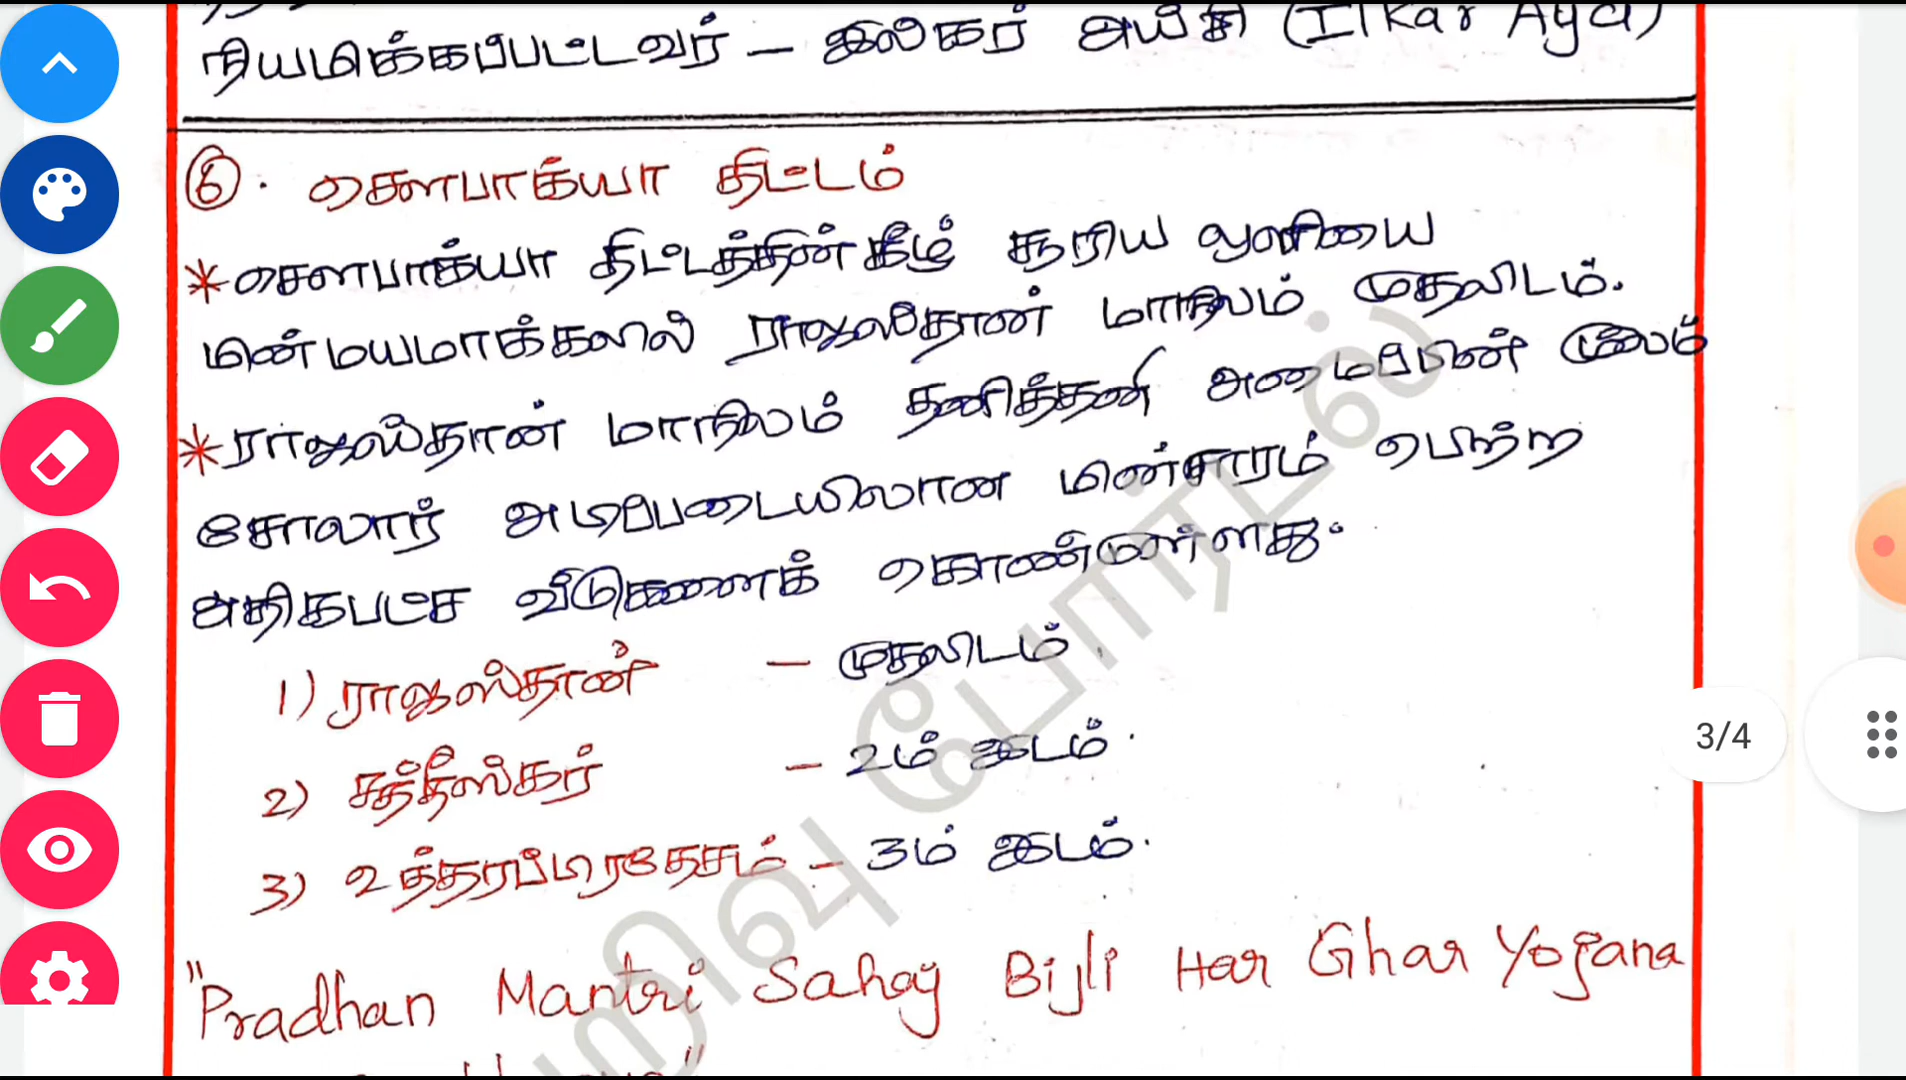 நியமிக்கப்பட்டவர் – இல்கர் அய்சி (Ilkar Ayci)
⑥. சௌபாக்யா திட்டம்
* சௌபாக்யா திட்டத்தின் கீழ் சூரிய ஒளியை
மின்மயமாக்கலில் ராஜஸ்தான் மாநிலம் முதலிடம்.
* ராஜஸ்தான் மாநிலம் தனித்தனி அமைப்பின் மூலம்
சோலார் அடிப்படையிலான மின்சாரம் பெற்ற
அதிகபட்ச வீடுகளைக் கொண்டுள்ளது.
1) ராஜஸ்தான் – முதலிடம்.
2) சத்தீஸ்கர் – 2ம் இடம்.
3) உத்தரப்பிரதேசம் – 3ம் இடம்.
"Pradhan Mantri Sahaj Bijli Har Ghar Yojana
3/4